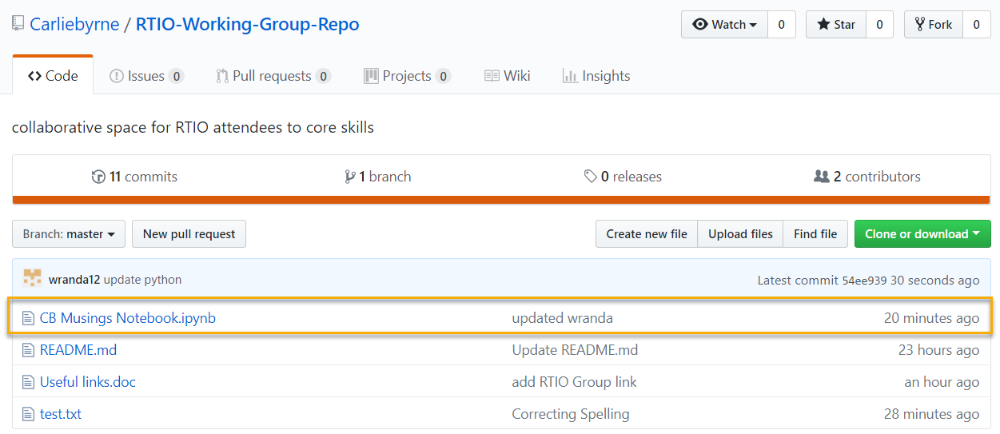 Carliebyrne / RTIO-Working-Group-Repo Watch 0 Star 0 Fork 0
Code Issues 0 Pull requests 0 Projects 0 Wiki Insights
collaborative space for RTIO attendees to core skills
11 commits 1 branch 0 releases 2 contributors
Branch: master New pull request Create new file Upload files Find file Clone or download
wranda12 update python Latest commit 54ee939 30 seconds ago
CB Musings Notebook.ipynb updated wranda 20 minutes ago
README.md Update README.md 23 hours ago
Useful links.doc add RTIO Group link an hour ago
test.txt Correcting Spelling 28 minutes ago